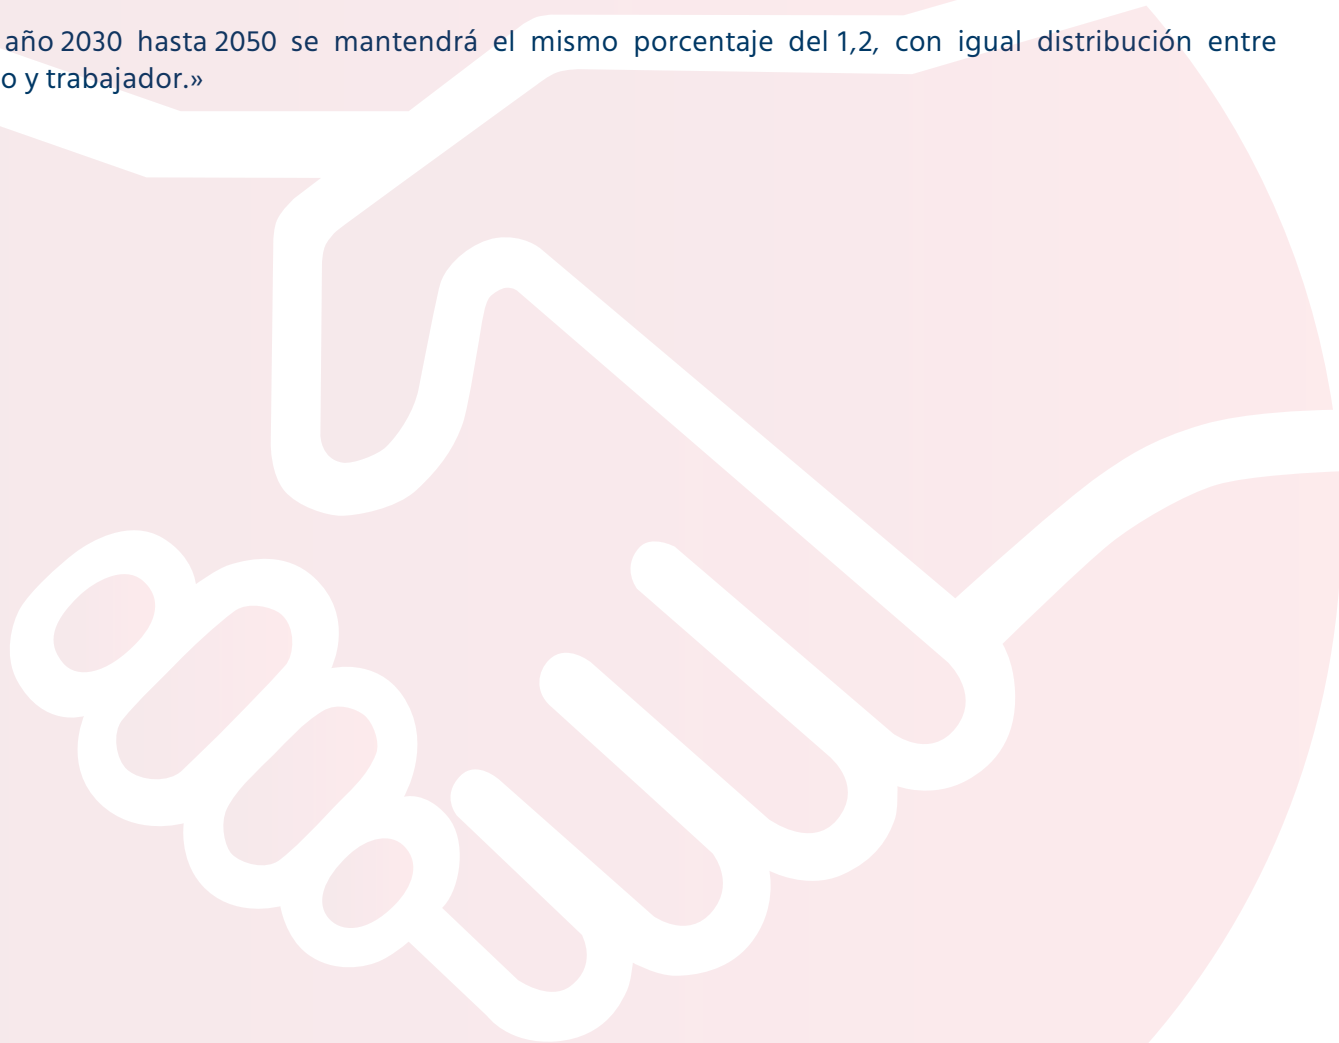 año 2030 hasta 2050 se mantendrá el mismo porcentaje del 1,2, con igual distribución entre
o y trabajador.»